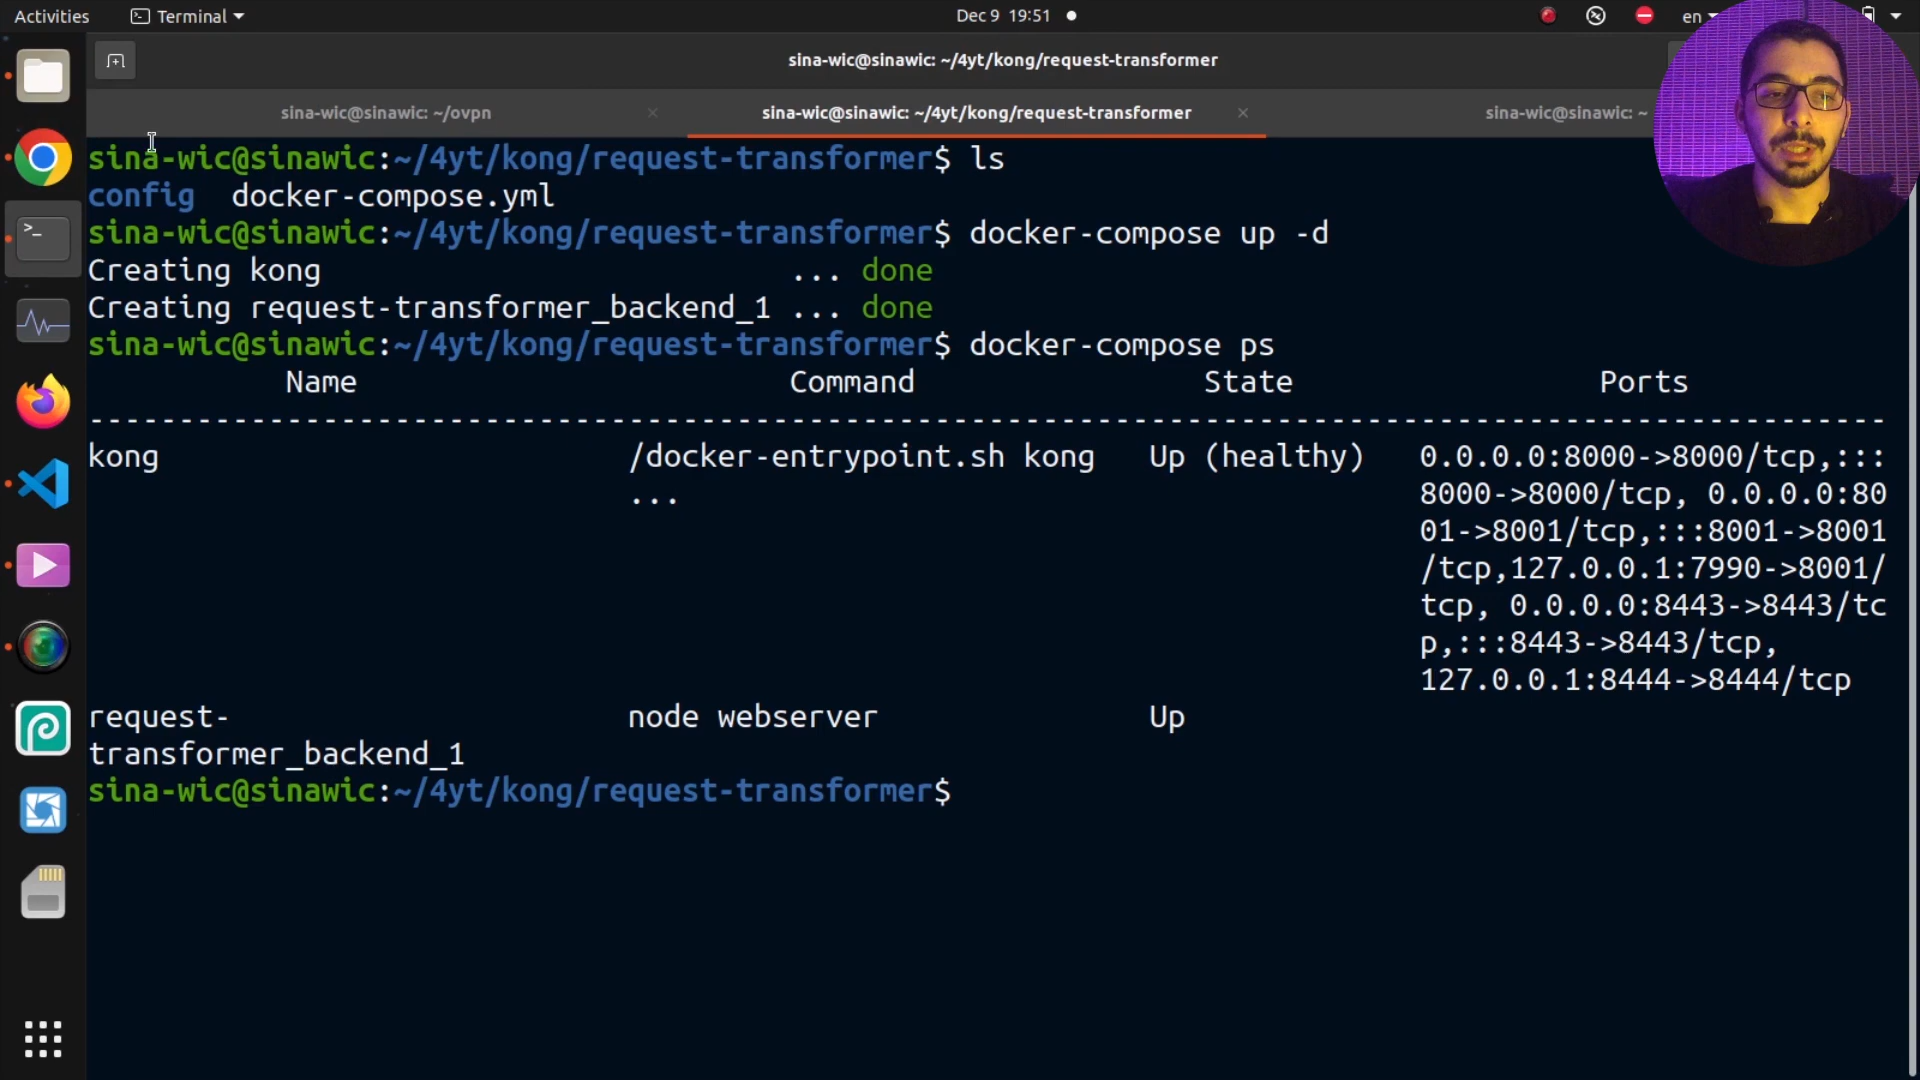 Activities Terminal Dec 9 19:51 en
sina-wic@sinawic: ~/4yt/kong/request-transformer
sina-wic@sinawic: ~/ovpn sina-wic@sinawic: ~/4yt/kong/request-transformer sina-wic@sinawic: ~
sina-wic@sinawic:~/4yt/kong/request-transformer$ ls
config docker-compose.yml
sina-wic@sinawic:~/4yt/kong/request-transformer$ docker-compose up -d
Creating kong ... done
Creating request-transformer_backend_1 ... done
sina-wic@sinawic:~/4yt/kong/request-transformer$ docker-compose ps
Name Command State Ports
kong /docker-entrypoint.sh kong Up (healthy) 0.0.0.0:8000->8000/tcp,:::
... 8000->8000/tcp, 0.0.0.0:80
01->8001/tcp,:::8001->8001
/tcp,127.0.0.1:7990->8001/
tcp, 0.0.0.0:8443->8443/tc
p,:::8443->8443/tcp,
127.0.0.1:8444->8444/tcp
request- node webserver Up
transformer_backend_1
sina-wic@sinawic:~/4yt/kong/request-transformer$